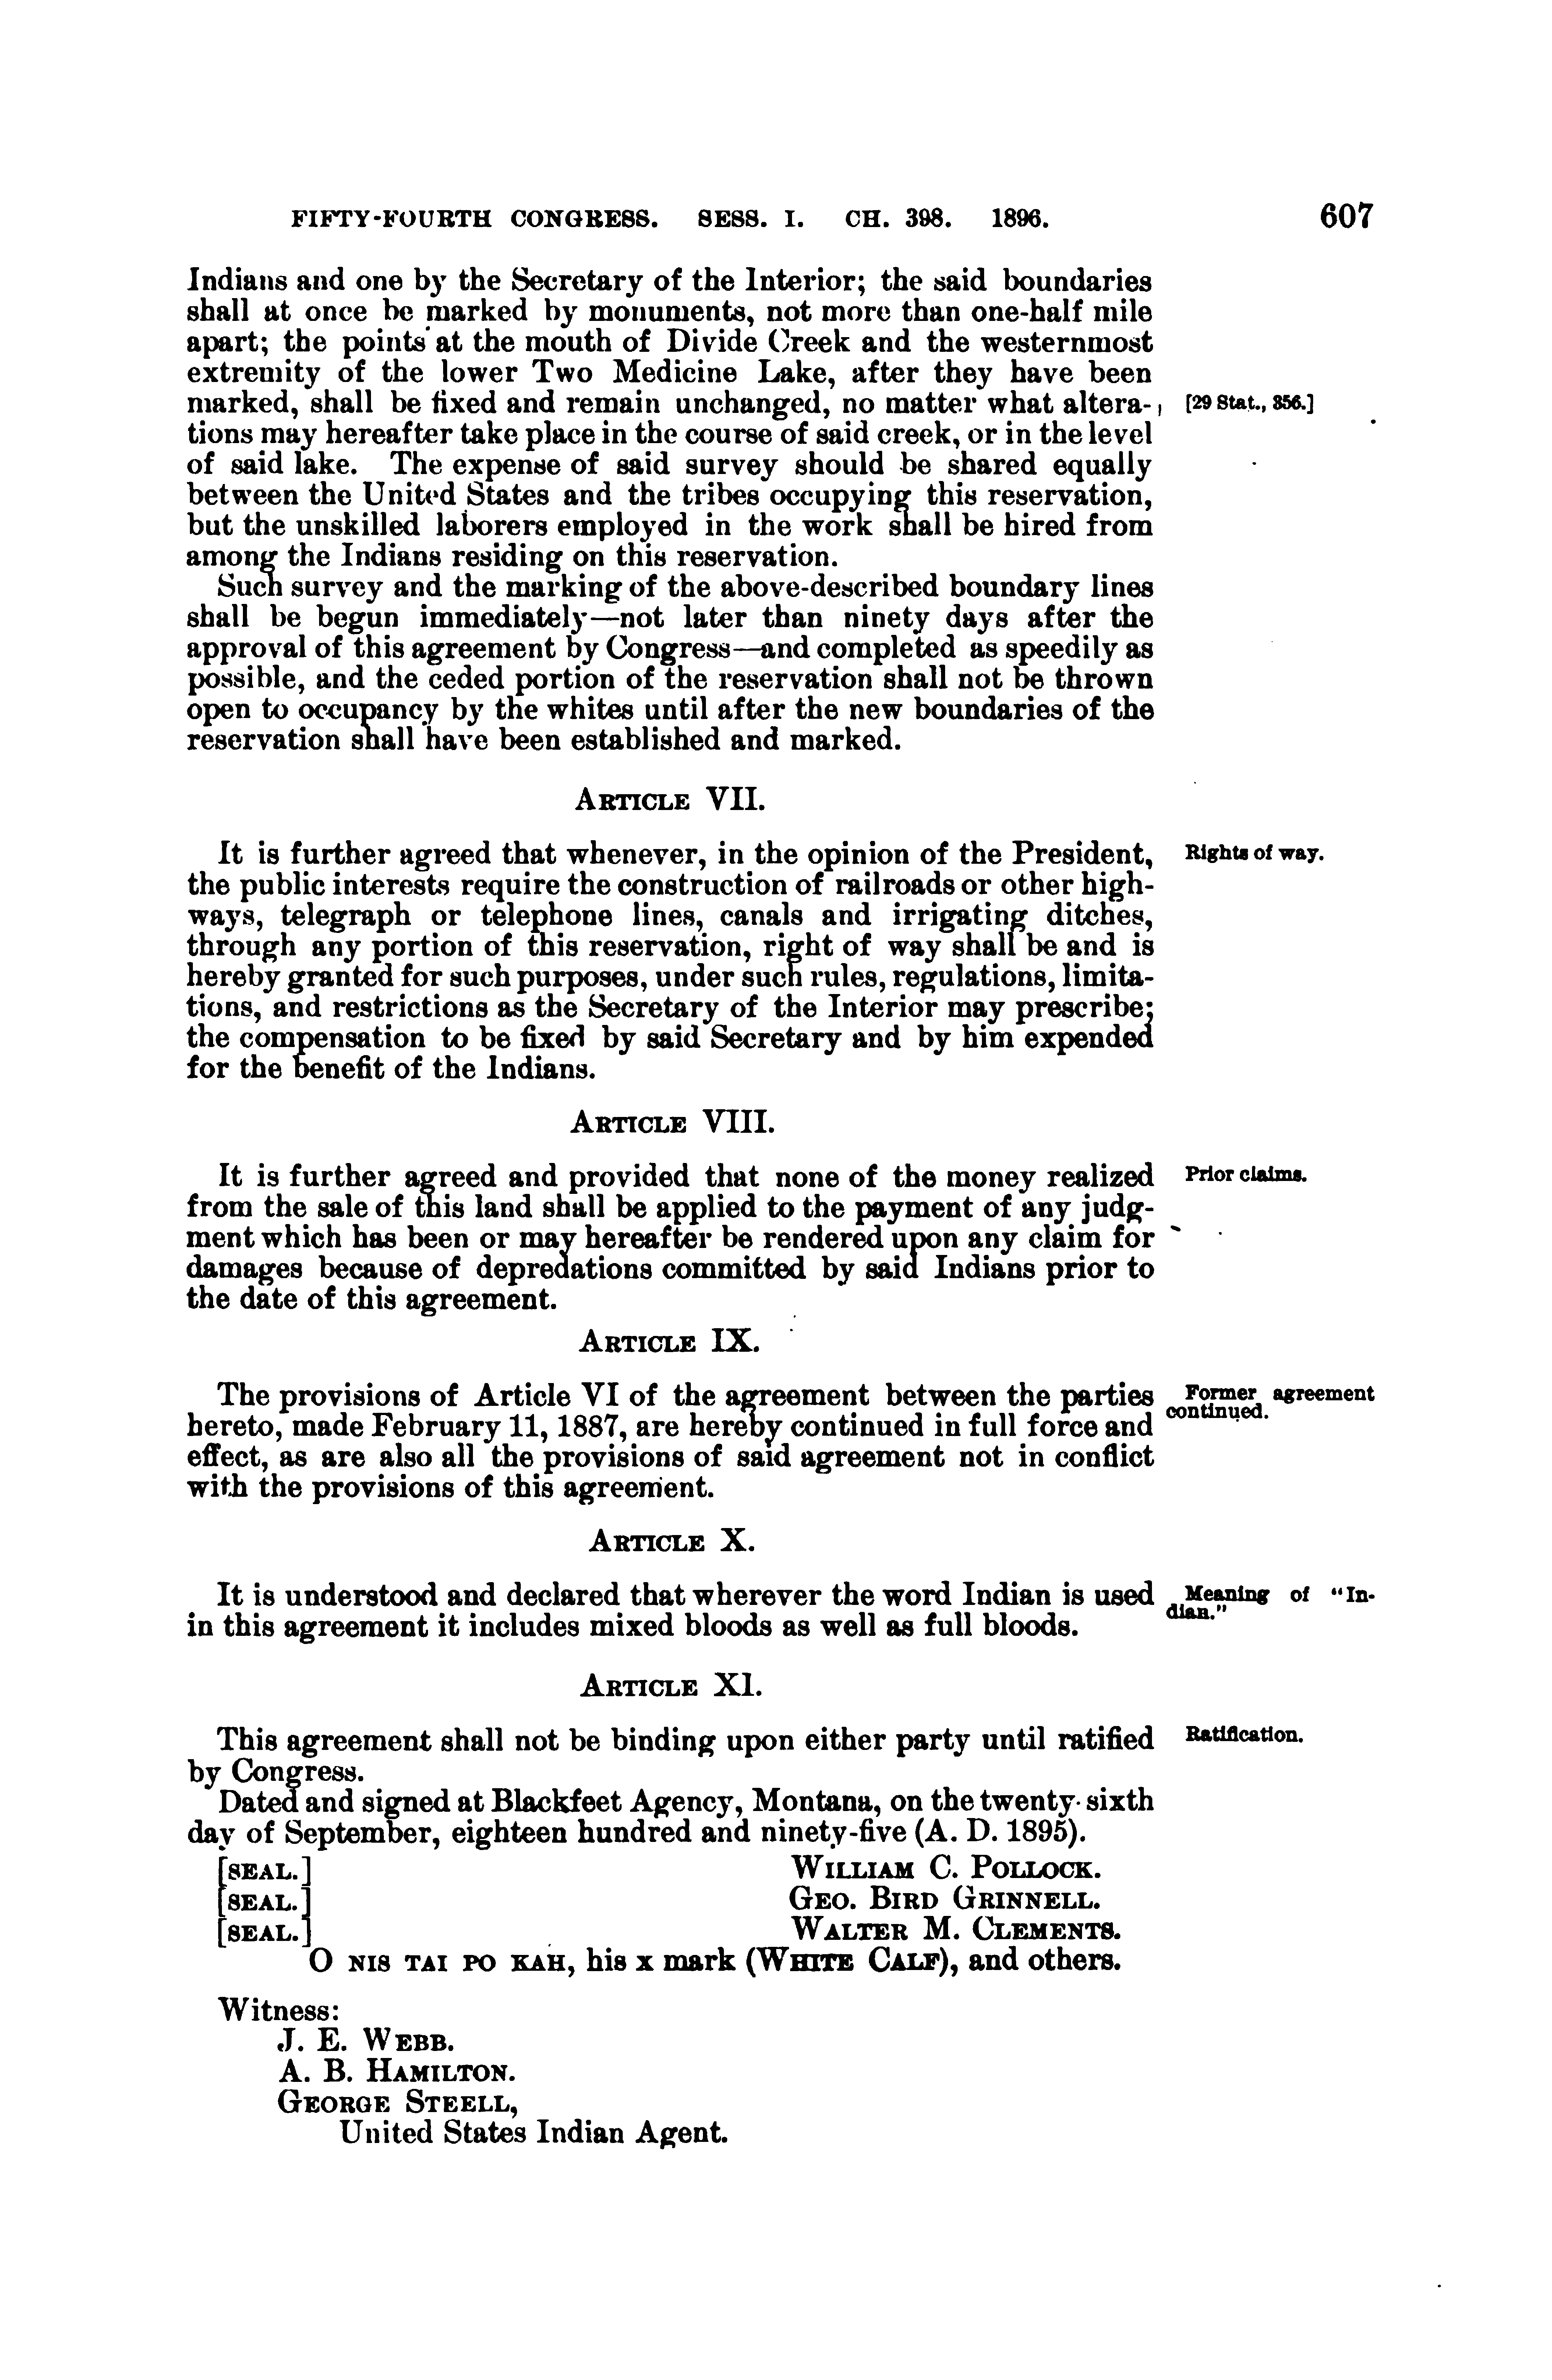 FIFTY-FOURTH CONGRESS. SESS. I. CH. 398. 1896. 607
Indians and one by the Secretary of the Interior; the said boundaries
shall at once be marked by monuments, not more than one-half mile
apart; the points at the mouth of Divide Creek and the westernmost
extremity of the lower Two Medicine Lake, after they have been
marked, shall be fixed and remain unchanged, no matter what altera-
[29 Stat., 356.]
tions may hereafter take place in the course of said creek, or in the level
of said lake. The expense of said survey should be shared equally
between the United States and the tribes occupying this reservation,
but the unskilled laborers employed in the work shall be hired from
among the Indians residing on this reservation.
Such survey and the marking of the above-described boundary lines
shall be begun immediately—not later than ninety days after the
approval of this agreement by Congress—and completed as speedily as
possible, and the ceded portion of the reservation shall not be thrown
open to occupancy by the whites until after the new boundaries of the
reservation shall have been established and marked.
ARTICLE VII.
It is further agreed that whenever, in the opinion of the President,
Rights of way.
the public interests require the construction of railroads or other high-
ways, telegraph or telephone lines, canals and irrigating ditches,
through any portion of this reservation, right of way shall be and is
hereby granted for such purposes, under such rules, regulations, limita-
tions, and restrictions as the Secretary of the Interior may prescribe;
the compensation to be fixed by said Secretary and by him expended
for the benefit of the Indians.
ARTICLE VIII.
It is further agreed and provided that none of the money realized
Prior claims.
from the sale of this land shall be applied to the payment of any judg-
ment which has been or may hereafter be rendered upon any claim for
damages because of depredations committed by said Indians prior to
the date of this agreement.
ARTICLE IX.
The provisions of Article VI of the agreement between the parties
Former agreement
continued.
hereto, made February 11, 1887, are hereby continued in full force and
effect, as are also all the provisions of said agreement not in conflict
with the provisions of this agreement.
ARTICLE X.
It is understood and declared that wherever the word Indian is used
Meaning of "In-
dian."
in this agreement it includes mixed bloods as well as full bloods.
ARTICLE XI.
This agreement shall not be binding upon either party until ratified
Ratification.
by Congress.
Dated and signed at Blackfeet Agency, Montana, on the twenty-sixth
day of September, eighteen hundred and ninety-five (A. D. 1895).
[SEAL.] WILLIAM C. POLLOCK.
[SEAL.] GEO. BIRD GRINNELL.
[SEAL.] WALTER M. CLEMENTS.
O NIS TAI PO KAH, his x mark (WHITE CALF), and others.
Witness:
J. E. WEBB.
A. B. HAMILTON.
GEORGE STEELL,
United States Indian Agent.